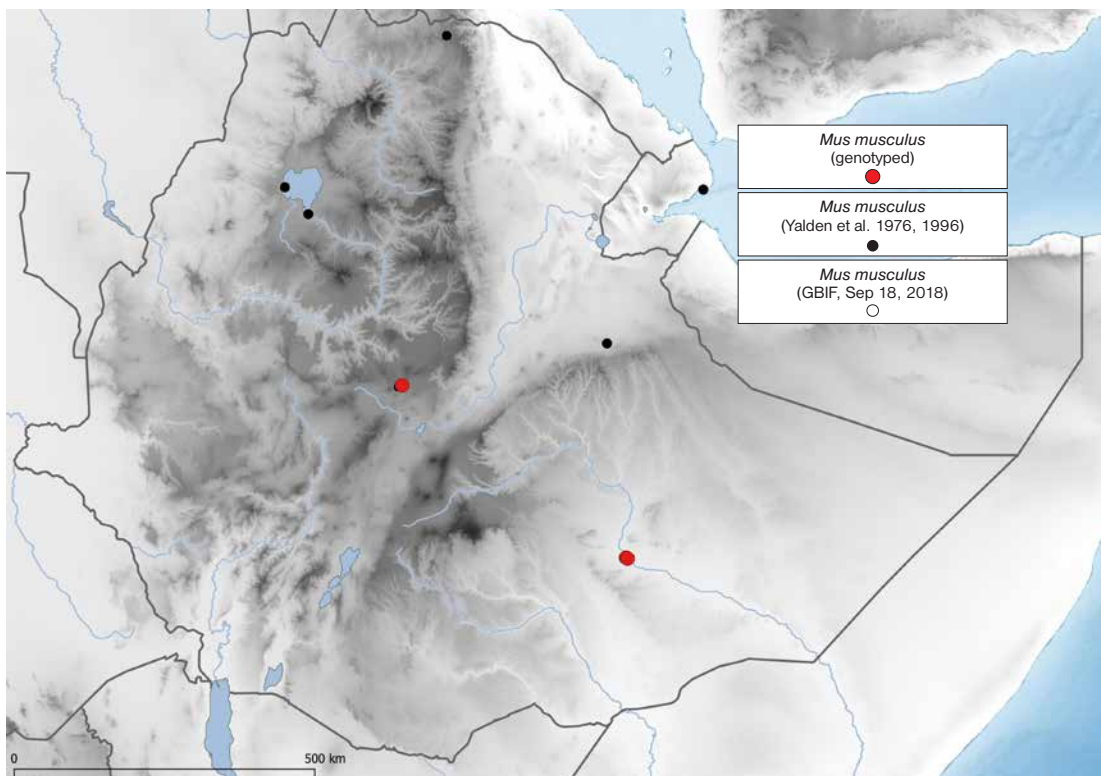 Mus musculus
(genotyped)
Mus musculus
(Yalden et al. 1976, 1996)
Mus musculus
(GBIF, Sep 18, 2018)
0
500 km